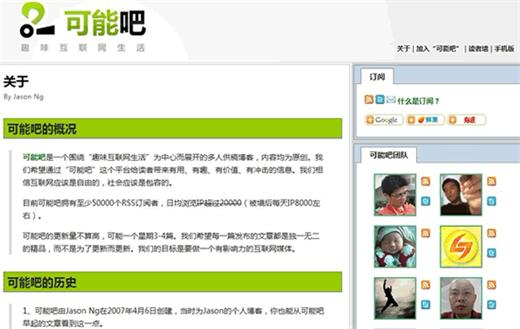 可能吧
趣味互联网生活
关于 | 加入“可能吧” | 读者墙 | 手机版
关于
By Jason Ng
可能吧的概况
可能吧是一个围绕“趣味互联网生活”为中心而展开的多人供稿博客，内容均为原创。我
们希望通过“可能吧”这个平台给读者带来有用、有趣、有价值、有冲击的信息。我们相
信互联网应该是自由的，社会应该是包容的。
目前可能吧拥有至少50000个RSS订阅者，日均浏览IP超过20000（被墙后每天IP8000左
右）。
可能吧的更新量不算高，可能一个星期3-4篇。我们希望每一篇发布的文章都是独一无二
的精品，而不是为了更新而更新。我们的目标是要做一个有影响力的互联网媒体。
可能吧的历史
1、可能吧由Jason Ng在2007年4月6日创建，当时为Jason的个人博客，你也能从可能吧
早起的文章看到这一点。
订阅
什么是订阅？
Google
鲜果
有道
可能吧团队